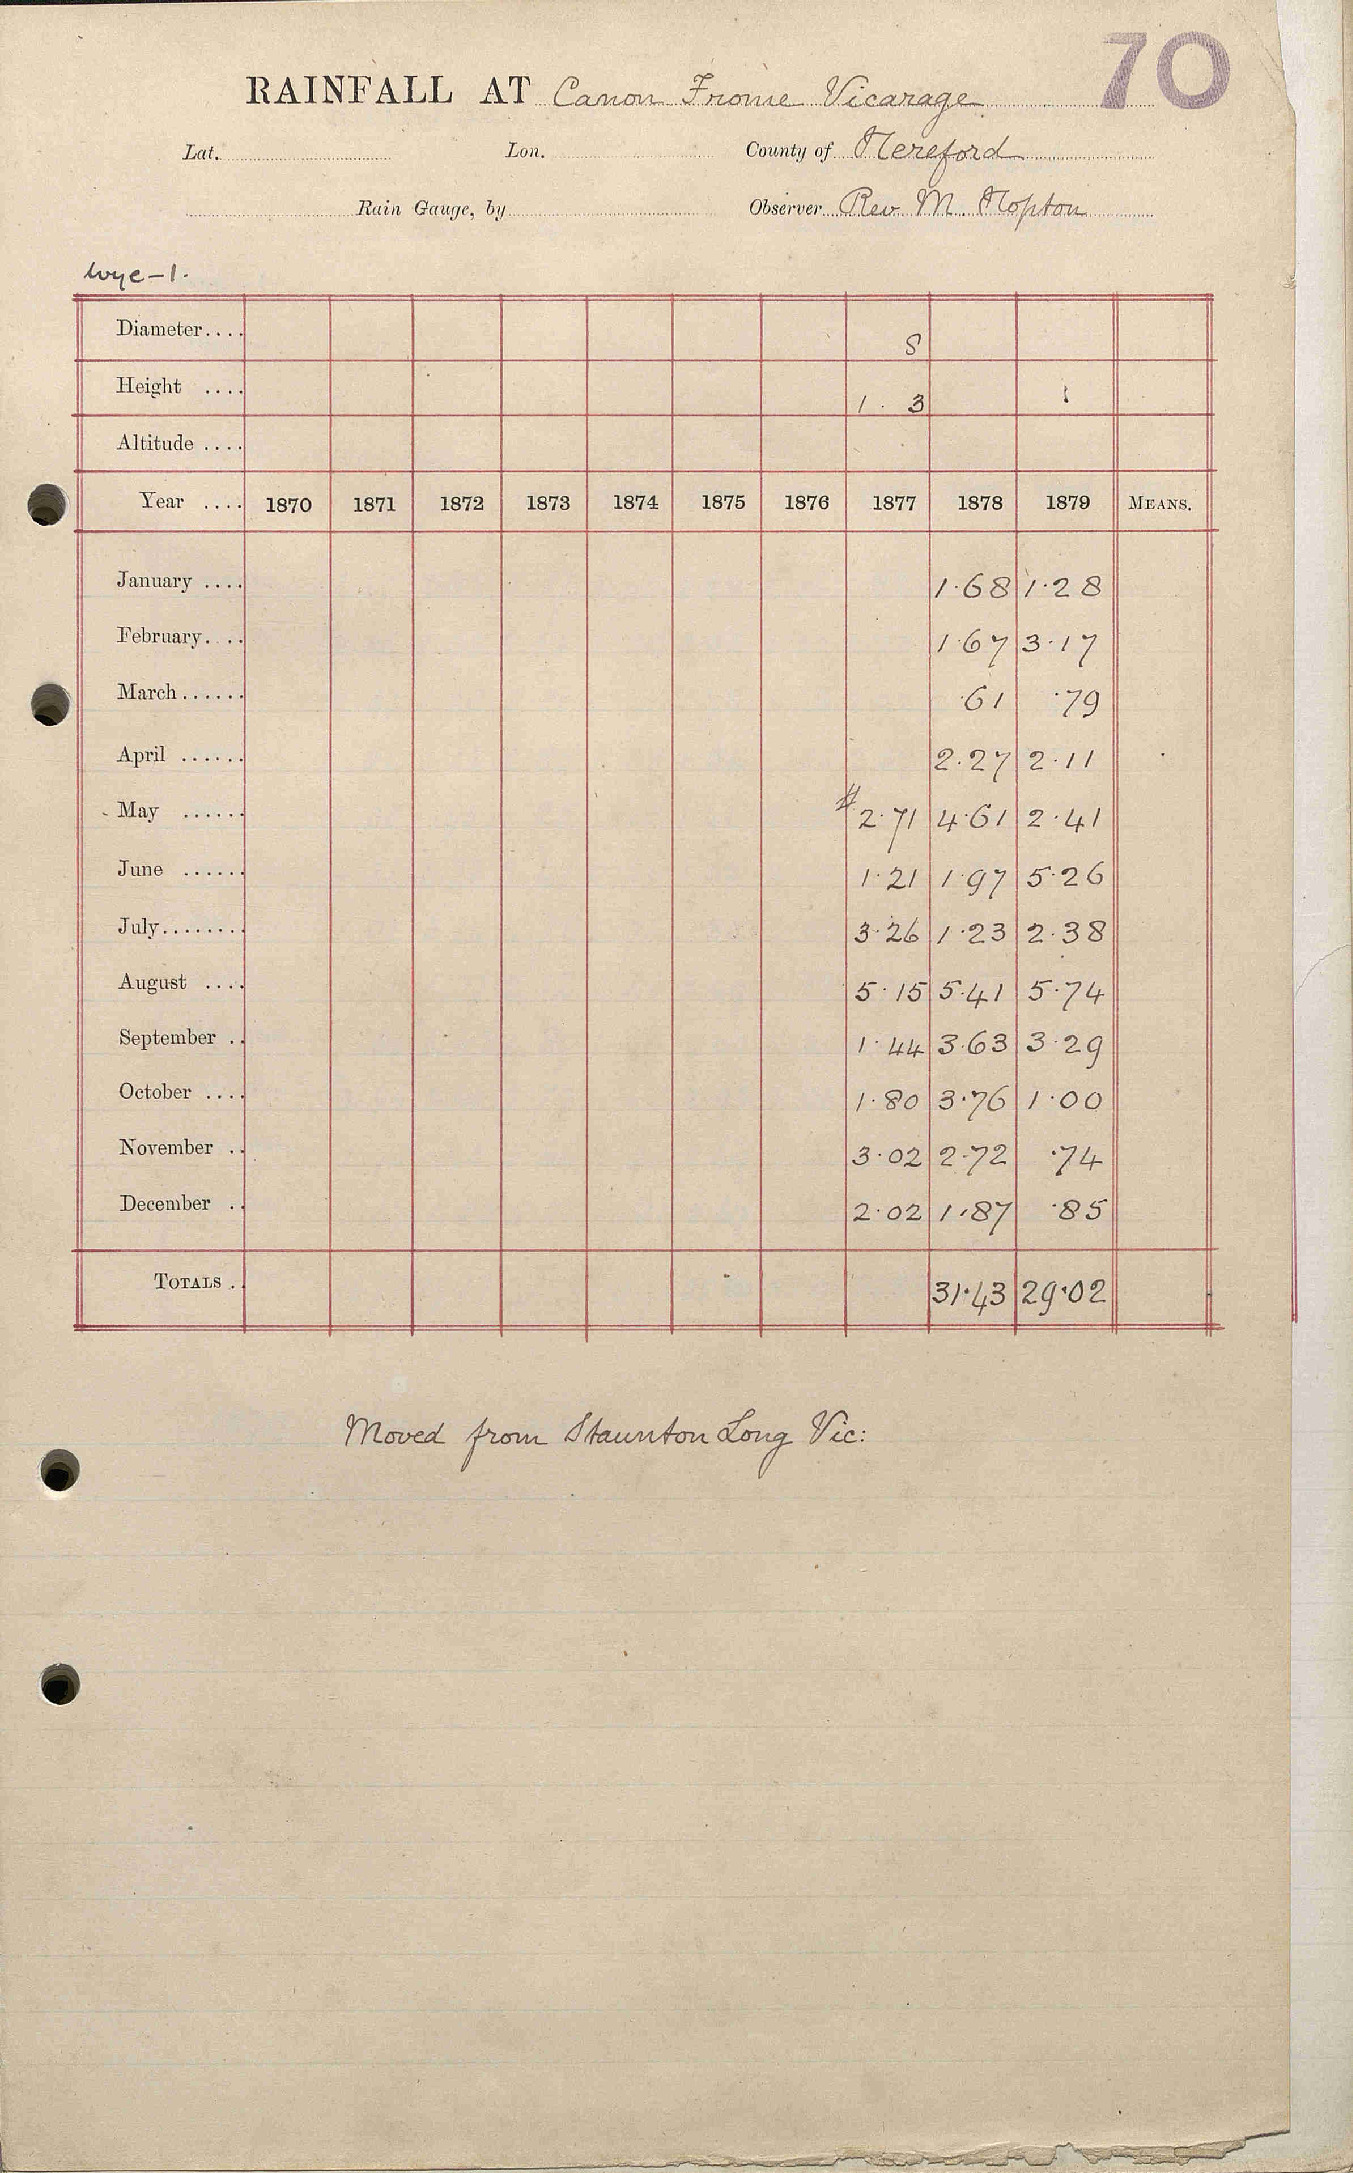 70
RAINFALL AT Canon Frome Vicarage
Lat. Lon. County of Hereford
Rain Gauge, by Observer Rev M. Hopton
Wye-1.
Diameter.... 8
Height .... 1 . 3
Altitude ....
Year .... 1870 1871 1872 1873 1874 1875 1876 1877 1878 1879 MEANS.
January .... 1.68 1.28
February.... 1.67 3.17
March...... .61 .79
April ...... 2.27 2.11
May ...... #2.71 4.61 2.41
June ...... 1.21 1.97 5.26
July........ 3.26 1.23 2.38
August .... 5.15 5.41 5.74
September .. 1.44 3.63 3.29
October .... 1.80 3.76 1.00
November .. 3.02 2.72 .74
December .. 2.02 1.87 .85
TOTALS .. 31.43 29.02
Moved from Staunton Long Vic: